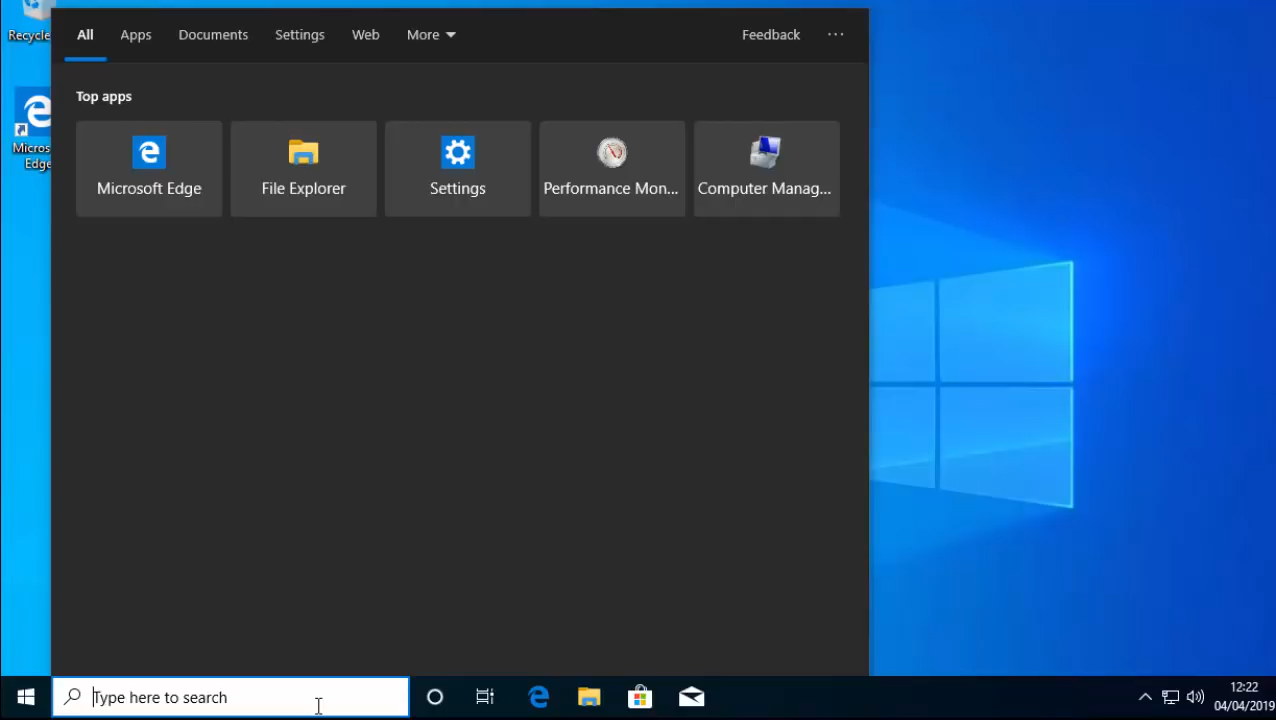 Recycle
All Apps Documents Settings Web More Feedback ...
Top apps
Microsoft Edge File Explorer Settings Performance Mon... Computer Manag...
Micros
Edge
Type here to search
12:22
04/04/2019